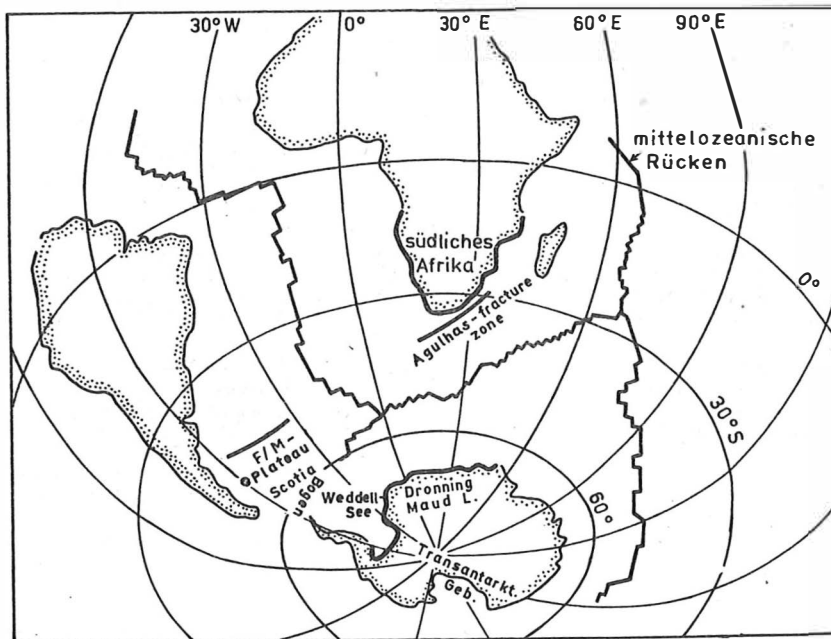 30°W
0°
30°E
60°E
90°E
mittelozeanische
Rücken
südliches
Afrika
0°
Agulhas-fracture
zone
30°S
F/M-
Plateau
Scotia
Bogen
Weddell-
See
Dronning
Maud L.
60°
Transantarkt.
Geb.